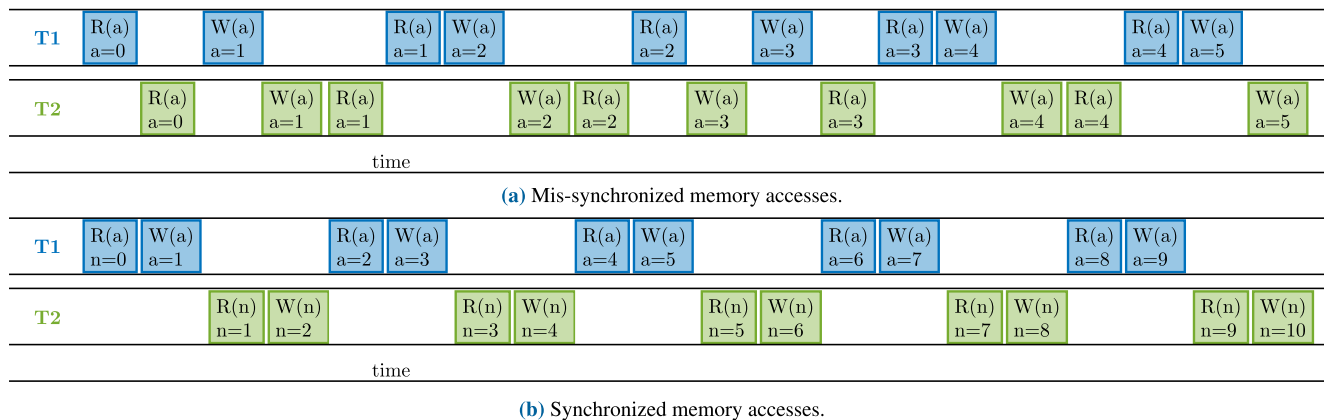 T1
R(a) W(a) R(a) W(a) R(a) W(a) R(a) W(a) R(a) W(a)
a=0 a=1 a=1 a=2 a=2 a=3 a=3 a=4 a=4 a=5
T2
R(a) W(a) R(a) W(a) R(a) W(a) R(a) W(a) R(a) W(a)
a=0 a=1 a=1 a=2 a=2 a=3 a=3 a=4 a=4 a=5
time
(a) Mis-synchronized memory accesses.
T1
R(a) W(a) R(a) W(a) R(a) W(a) R(a) W(a) R(a) W(a)
n=0 a=1 a=2 a=3 a=4 a=5 a=6 a=7 a=8 a=9
T2
R(n) W(n) R(n) W(n) R(n) W(n) R(n) W(n) R(n) W(n)
n=1 n=2 n=3 n=4 n=5 n=6 n=7 n=8 n=9 n=10
time
(b) Synchronized memory accesses.